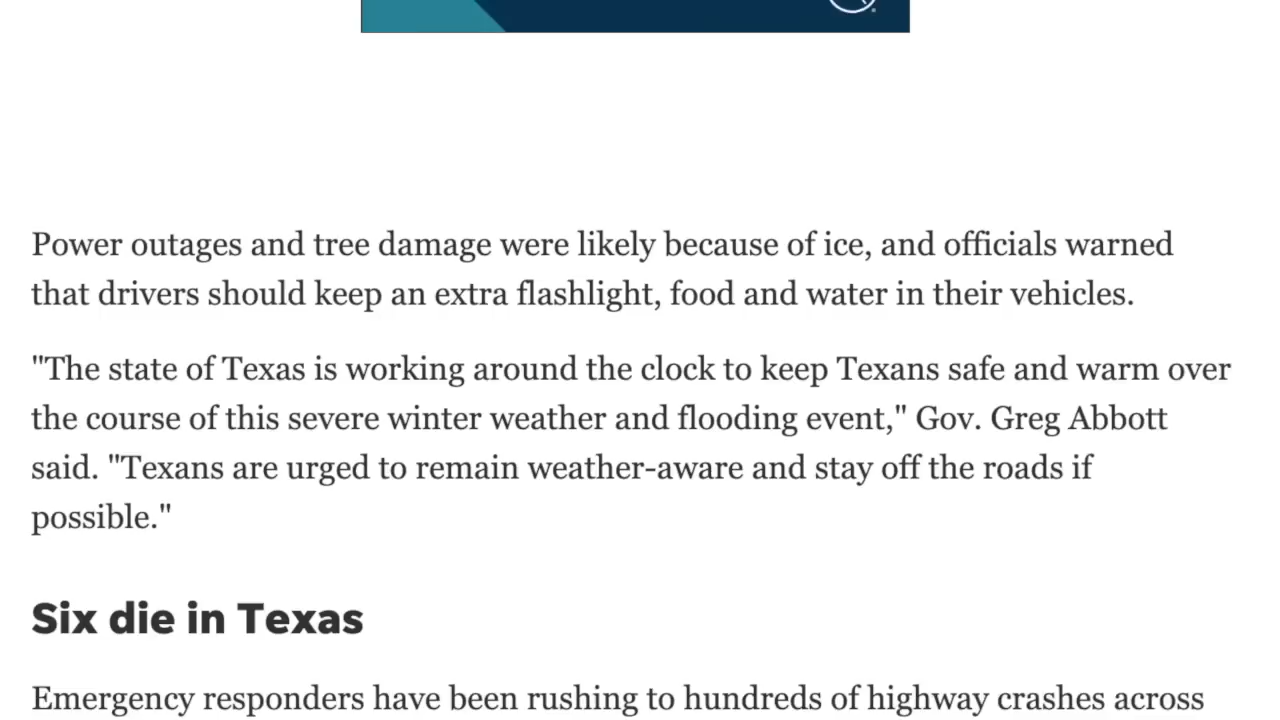 Power outages and tree damage were likely because of ice, and officials warned
that drivers should keep an extra flashlight, food and water in their vehicles.
"The state of Texas is working around the clock to keep Texans safe and warm over
the course of this severe winter weather and flooding event," Gov. Greg Abbott
said. "Texans are urged to remain weather-aware and stay off the roads if
possible."
Six die in Texas
Emergency responders have been rushing to hundreds of highway crashes across